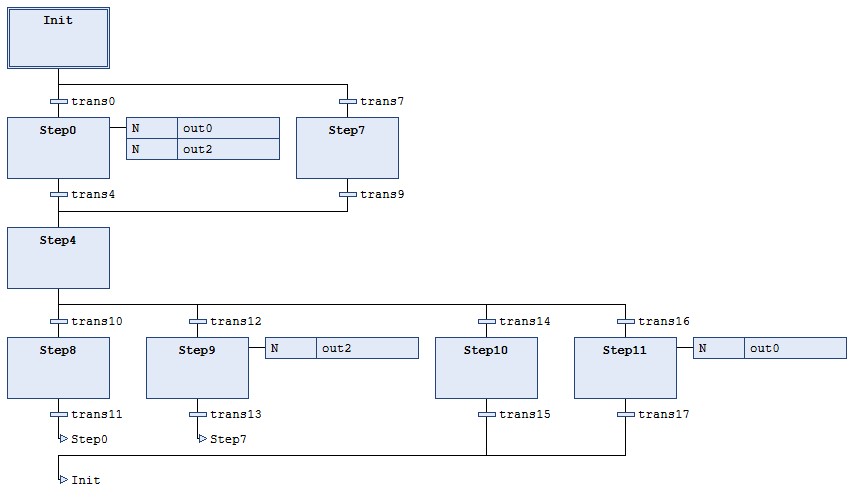 Init
trans0 trans7
Step0 N out0 Step7
N out2
trans4 trans9
Step4
trans10 trans12 trans14 trans16
Step8 Step9 N out2 Step10 Step11 N out0
trans11 trans13 trans15 trans17
Step0 Step7
Init